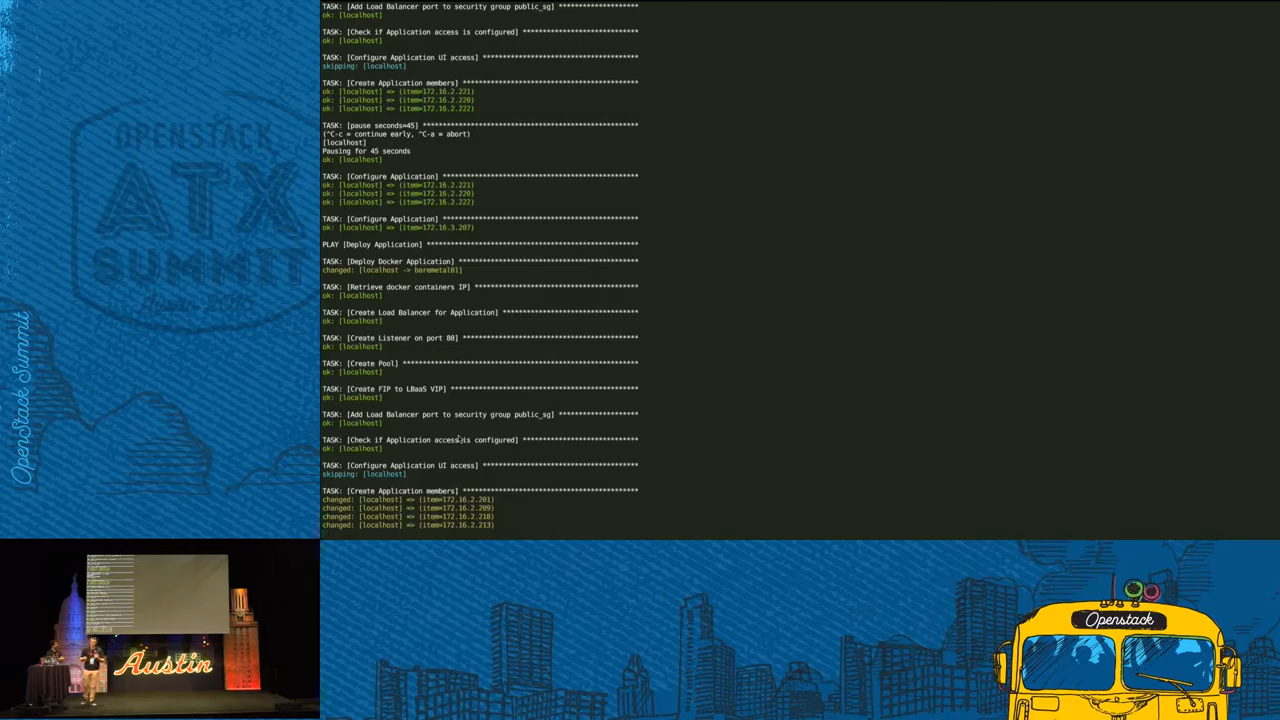 TASK: [Add Load Balancer port to security group public_sg] *********************
ok: [localhost]
TASK: [Check if Application access is configured] *****************************
ok: [localhost]
TASK: [Configure Application UI access] ***************************************
skipping: [localhost]
TASK: [Create Application members] ********************************************
ok: [localhost] => (item=172.16.2.221)
ok: [localhost] => (item=172.16.2.220)
ok: [localhost] => (item=172.16.2.222)
TASK: [pause seconds=45] ******************************************************
(^C-c = continue early, ^C-a = abort)
[localhost]
Pausing for 45 seconds
ok: [localhost]
TASK: [Configure Application] *************************************************
ok: [localhost] => (item=172.16.2.221)
ok: [localhost] => (item=172.16.2.220)
ok: [localhost] => (item=172.16.2.222)
TASK: [Configure Application] *************************************************
ok: [localhost] => (item=172.16.3.207)
PLAY [Deploy Application] *****************************************************
TASK: [Deploy Docker Application] *********************************************
changed: [localhost -> baremetal01]
TASK: [Retrieve docker containers IP] *****************************************
ok: [localhost]
TASK: [Create Load Balancer for Application] **********************************
ok: [localhost]
TASK: [Create Listener on port 80] ********************************************
ok: [localhost]
TASK: [Create Pool] ***********************************************************
ok: [localhost]
TASK: [Create FIP to LBaaS VIP] ***********************************************
ok: [localhost]
TASK: [Add Load Balancer port to security group public_sg] *********************
ok: [localhost]
TASK: [Check if Application access is configured] *****************************
ok: [localhost]
TASK: [Configure Application UI access] ***************************************
skipping: [localhost]
TASK: [Create Application members] ********************************************
changed: [localhost] => (item=172.16.2.201)
changed: [localhost] => (item=172.16.2.209)
changed: [localhost] => (item=172.16.2.218)
changed: [localhost] => (item=172.16.2.213)
OPENSTACK
ATX
SUMMIT
Austin 2016
OpenStack Summit
Austin
Openstack